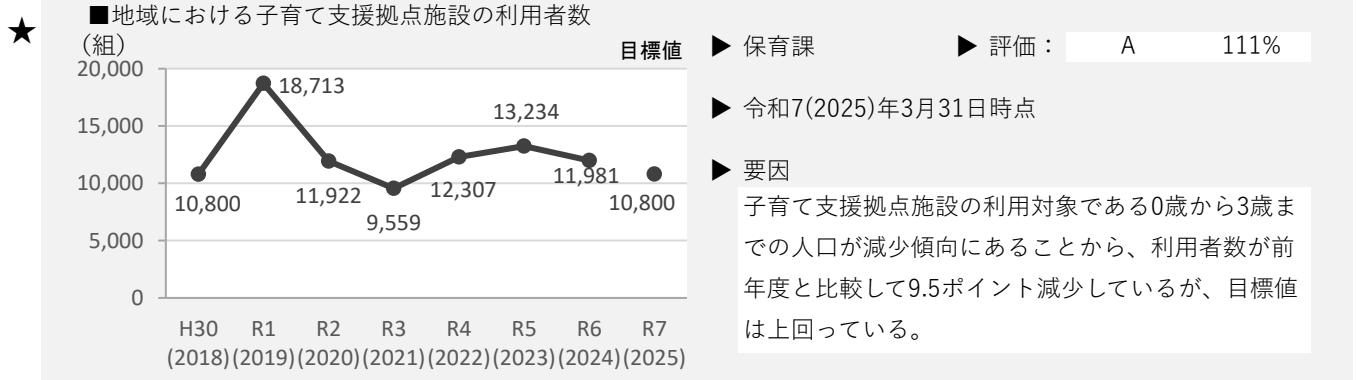 ★
■地域における子育て支援拠点施設の利用者数
（組）
目標値
20,000
15,000
10,000
5,000
0
10,800
18,713
11,922
9,559
12,307
13,234
11,981
10,800
H30 R1 R2 R3 R4 R5 R6 R7
(2018)(2019)(2020)(2021)(2022)(2023)(2024)(2025)
▶ 保育課 ▶ 評価： A 111%
▶ 令和7(2025)年3月31日時点
▶ 要因
子育て支援拠点施設の利用対象である0歳から3歳ま
での人口が減少傾向にあることから、利用者数が前
年度と比較して9.5ポイント減少しているが、目標値
は上回っている。